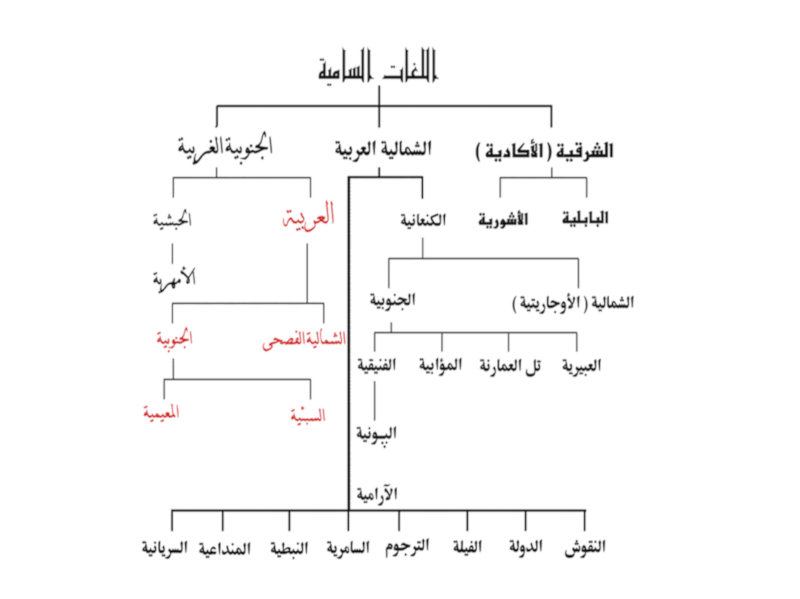 اللغات السامية
الشرقية ( الأكادية )
الشمالية العربية
الجنوبية الغربية
البابلية
الأشورية
الكنعانية
العربية
الحبشية
الأمهرية
الشمالية ( الأوجاريتية )
الجنوبية
الشمالية الفصحى
الجنوبية
العبيرية
تل العمارنة
المؤابية
الفنيقية
السبئية
المعيمية
البونية
الآرامية
النقوش
الدولة
الفيلة
الترجوم
السامرية
النبطية
المنداعية
السريانية